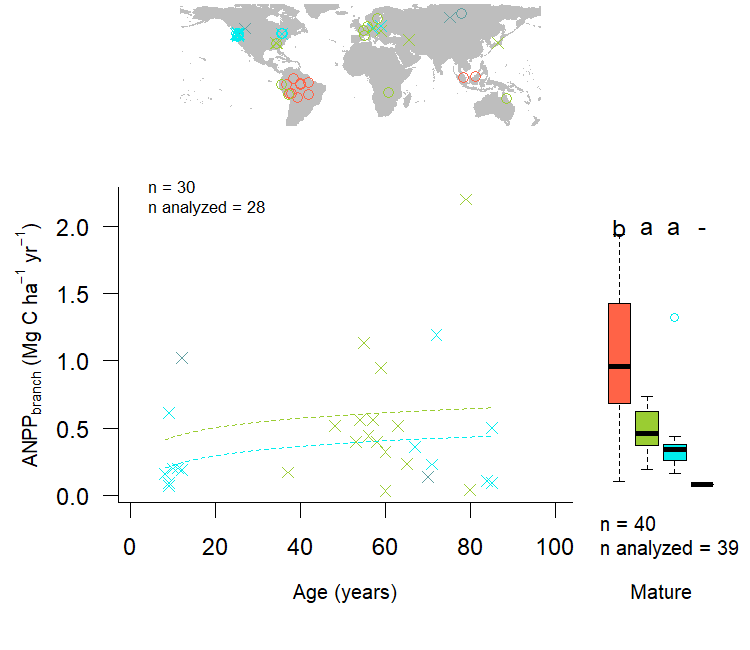 n = 30
n analyzed = 28
b a a -
2.0
1.5
1.0
0.5
0.0
ANPPbranch (Mg C ha−1 yr−1)
0 20 40 60 80 100
Age (years)
n = 40
n analyzed = 39
Mature